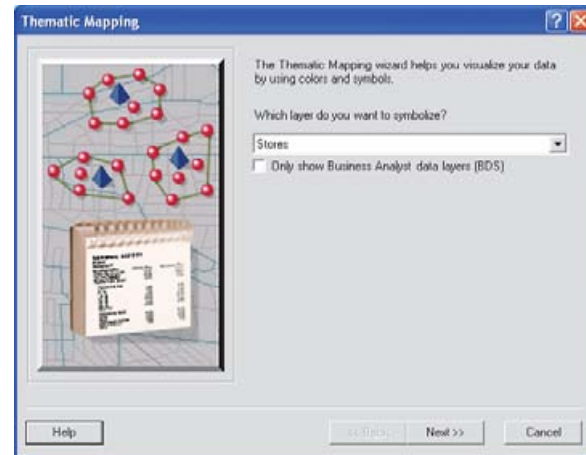 Thematic Mapping
The Thematic Mapping wizard helps you visualize your data
by using colors and symbols.
Which layer do you want to symbolize?
Stores
Only show Business Analyst data layers (BDS)
Help
<< Back
Next >>
Cancel